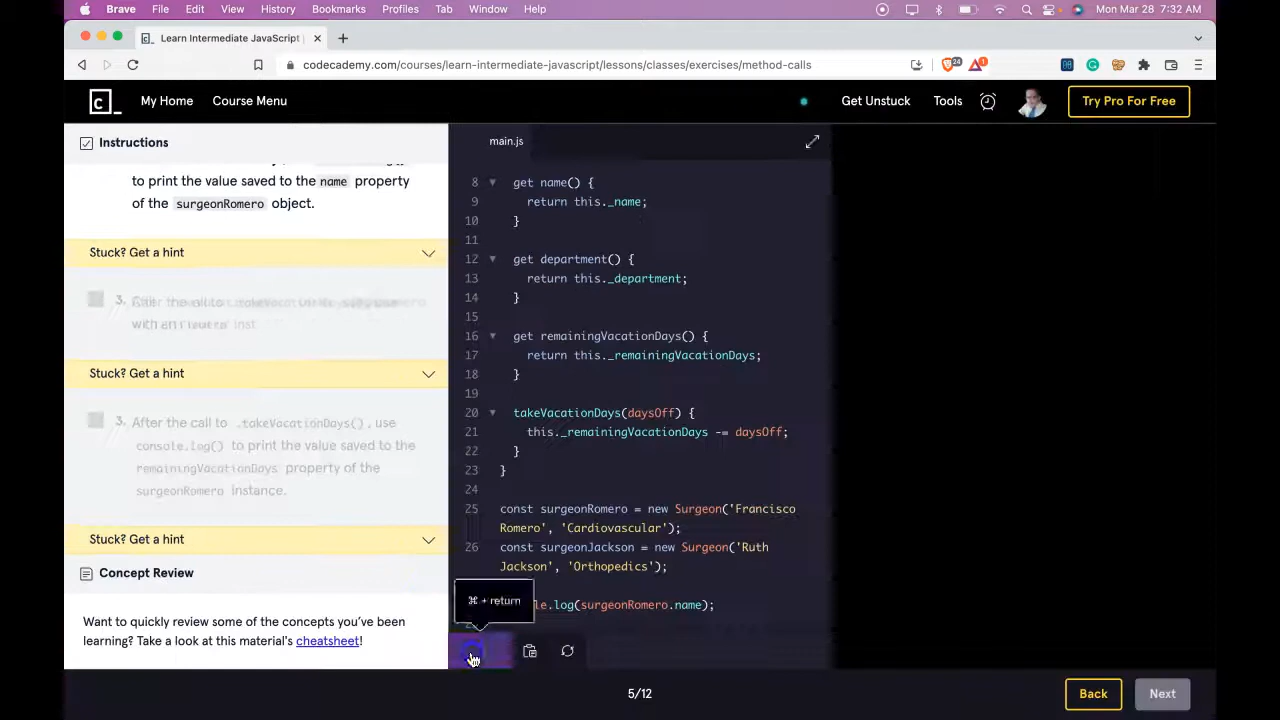 Brave File Edit View History Bookmarks Profiles Tab Window Help Mon Mar 28 7:32 AM
Learn Intermediate JavaScript
codecademy.com/courses/learn-intermediate-javascript/lessons/classes/exercises/method-calls 24 1
My Home Course Menu Get Unstuck Tools Try Pro For Free
Instructions
main.js
to print the value saved to the name property
of the surgeonRomero object.
Stuck? Get a hint
3.
Stuck? Get a hint
3. After the call to .takeVacationDays(), use
console.log() to print the value saved to the
remainingVacationDays property of the
surgeonRomero instance.
Stuck? Get a hint
Concept Review
Want to quickly review some of the concepts you've been
learning? Take a look at this material's cheatsheet!
8 get name() {
9 return this._name;
10 }
11
12 get department() {
13 return this._department;
14 }
15
16 get remainingVacationDays() {
17 return this._remainingVacationDays;
18 }
19
20 takeVacationDays(daysOff) {
21 this._remainingVacationDays -= daysOff;
22 }
23 }
24
25 const surgeonRomero = new Surgeon('Francisco
Romero', 'Cardiovascular');
26 const surgeonJackson = new Surgeon('Ruth
Jackson', 'Orthopedics');
le.log(surgeonRomero.name);
⌘ + return
5/12
Back Next